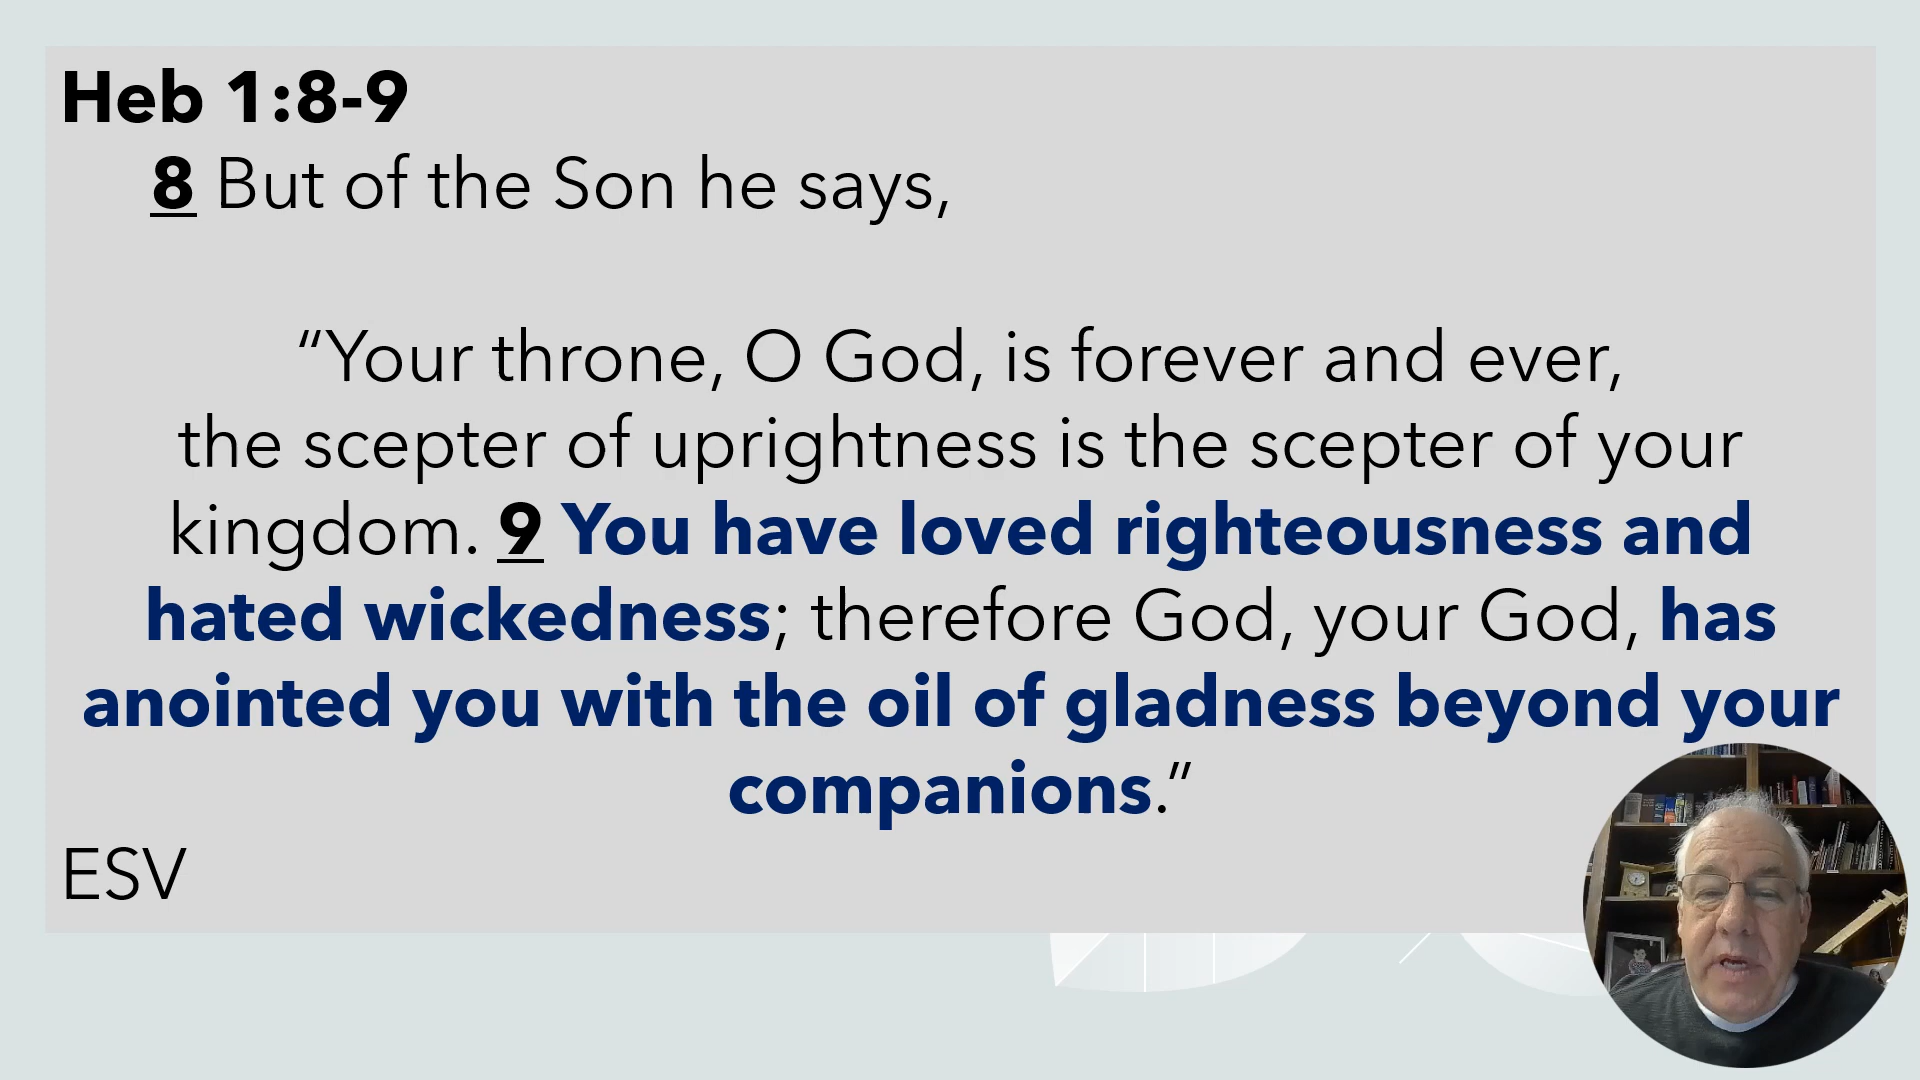 Heb 1:8-9
8 But of the Son he says,
“Your throne, O God, is forever and ever,
the scepter of uprightness is the scepter of your
kingdom. 9 You have loved righteousness and
hated wickedness; therefore God, your God, has
anointed you with the oil of gladness beyond your
companions.”
ESV